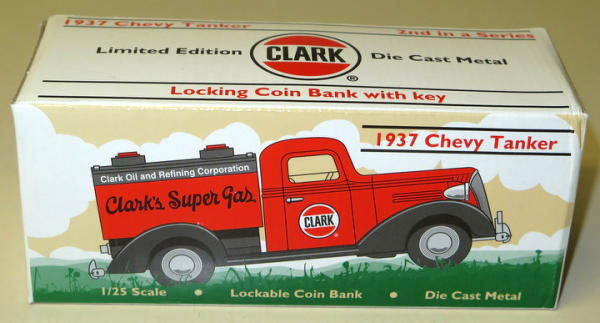 1937 Chevy Tanker
2nd in a Series
Limited Edition
CLARK
®
Die Cast Metal
Locking Coin Bank with key
1937 Chevy Tanker
Clark Oil and Refining Corporation
Clark's Super Gas
CLARK
1/25 Scale • Lockable Coin Bank • Die Cast Metal